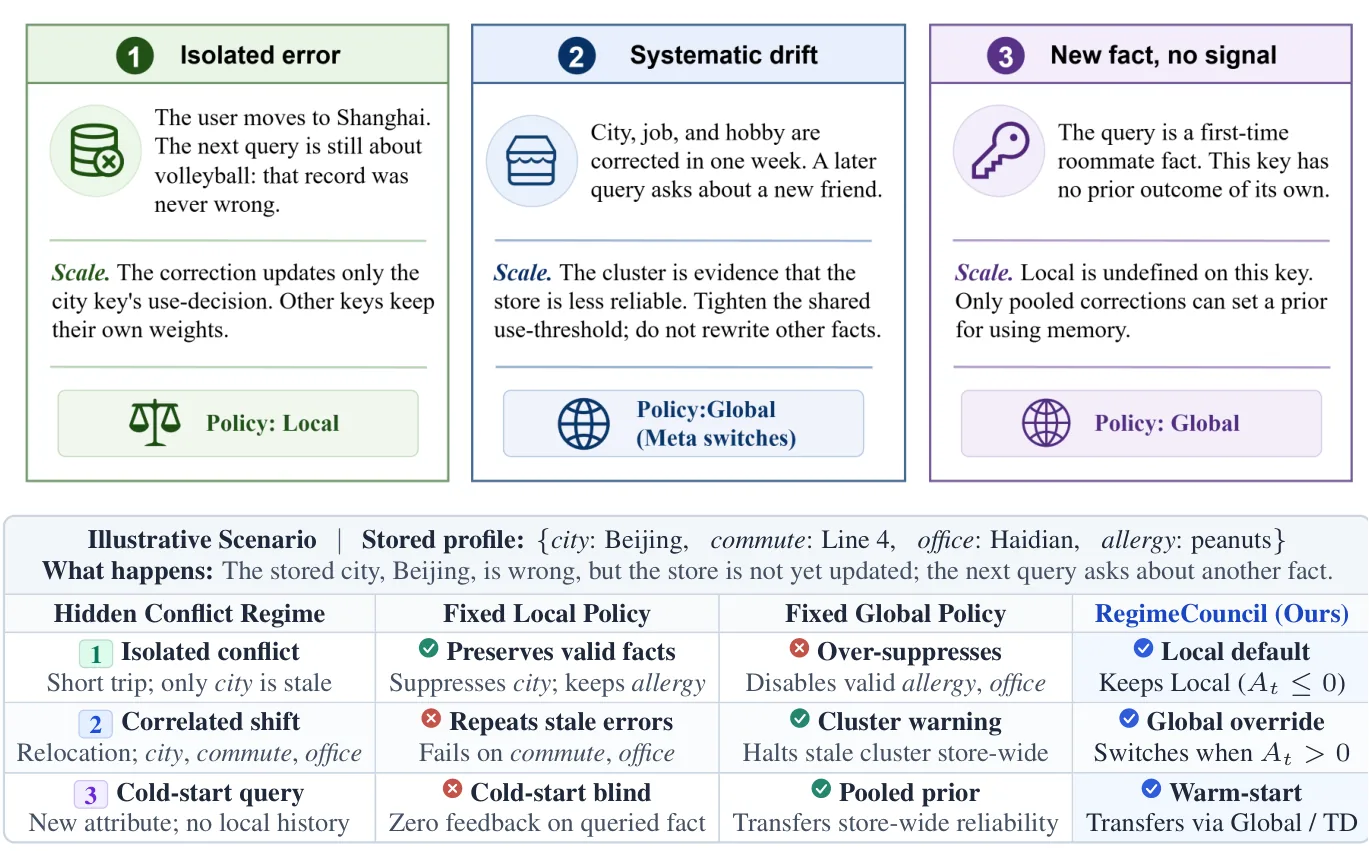 1 Isolated error
The user moves to Shanghai.
The next query is still about
volleyball: that record was
never wrong.
Scale. The correction updates only the
city key's use-decision. Other keys keep
their own weights.
Policy: Local
2 Systematic drift
City, job, and hobby are
corrected in one week. A later
query asks about a new friend.
Scale. The cluster is evidence that the
store is less reliable. Tighten the shared
use-threshold; do not rewrite other facts.
Policy:Global
(Meta switches)
3 New fact, no signal
The query is a first-time
roommate fact. This key has
no prior outcome of its own.
Scale. Local is undefined on this key.
Only pooled corrections can set a prior
for using memory.
Policy: Global
Illustrative Scenario | Stored profile: {city: Beijing, commute: Line 4, office: Haidian, allergy: peanuts}
What happens: The stored city, Beijing, is wrong, but the store is not yet updated; the next query asks about another fact.
Hidden Conflict Regime Fixed Local Policy Fixed Global Policy RegimeCouncil (Ours)
1 Isolated conflict Preserves valid facts Over-suppresses Local default
Short trip; only city is stale Suppresses city; keeps allergy Disables valid allergy, office Keeps Local (A_t ≤ 0)
2 Correlated shift Repeats stale errors Cluster warning Global override
Relocation; city, commute, office Fails on commute, office Halts stale cluster store-wide Switches when A_t > 0
3 Cold-start query Cold-start blind Pooled prior Warm-start
New attribute; no local history Zero feedback on queried fact Transfers store-wide reliability Transfers via Global / TD